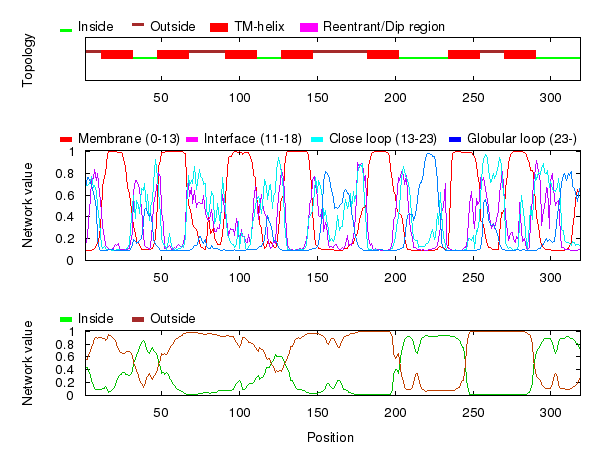 Inside Outside TM-helix Reentrant/Dip region
Topology
50 100 150 200 250 300
Membrane (0-13) Interface (11-18) Close loop (13-23) Globular loop (23-)
Network value
1
0.8
0.6
0.4
0.2
0
50 100 150 200 250 300
Inside Outside
Network value
1
0.8
0.6
0.4
0.2
0
50 100 150 200 250 300
Position